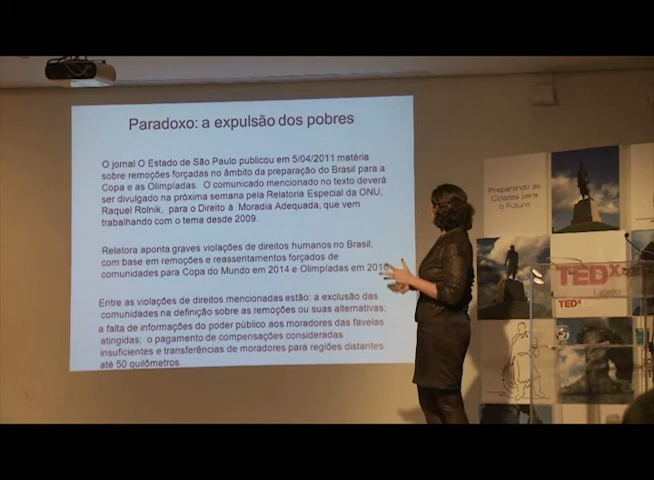 Paradoxo: a expulsão dos pobres
O jornal O Estado de São Paulo publicou em 5/04/2011 matéria
sobre remoções forçadas no âmbito da preparação do Brasil para a
Copa e as Olimpíadas. O comunicado mencionado no texto deverá
ser divulgado na próxima semana pela Relatoria Especial da ONU,
Raquel Rolnik, para o Direito à Moradia Adequada, que vem
trabalhando com o tema desde 2009.
Relatora aponta graves violações de direitos humanos no Brasil,
com base em remoções e reassentamentos forçados de
comunidades para Copa do Mundo em 2014 e Olimpíadas em 2016
Entre as violações de direitos mencionadas estão: a exclusão das
comunidades na definição sobre as remoções ou suas alternativas;
a falta de informações do poder público aos moradores das favelas
atingidas; o pagamento de compensações consideradas
insuficientes e transferências de moradores para regiões distantes
até 50 quilômetros.
Preparando as
Cidades para
o Futuro
TEDx
Laçador
TEDx